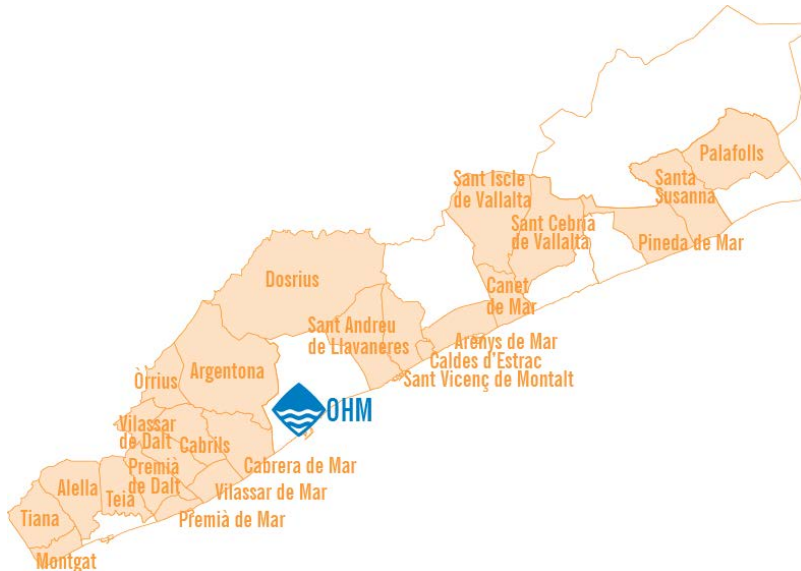 Palafolls
Sant Iscle
de Vallalta
Santa
Susanna
Sant Cebrià
de Vallalta
Pineda de Mar
Dosrius
Canet
de Mar
Sant Andreu
de Llavaneres
Arenys de Mar
Caldes d'Estrac
Sant Vicenç de Montalt
Òrrius
Argentona
OHM
Vilassar
de Dalt
Cabrils
Cabrera de Mar
Premià
de Dalt
Alella
Teià
Vilassar de Mar
Tiana
Premià de Mar
Montgat